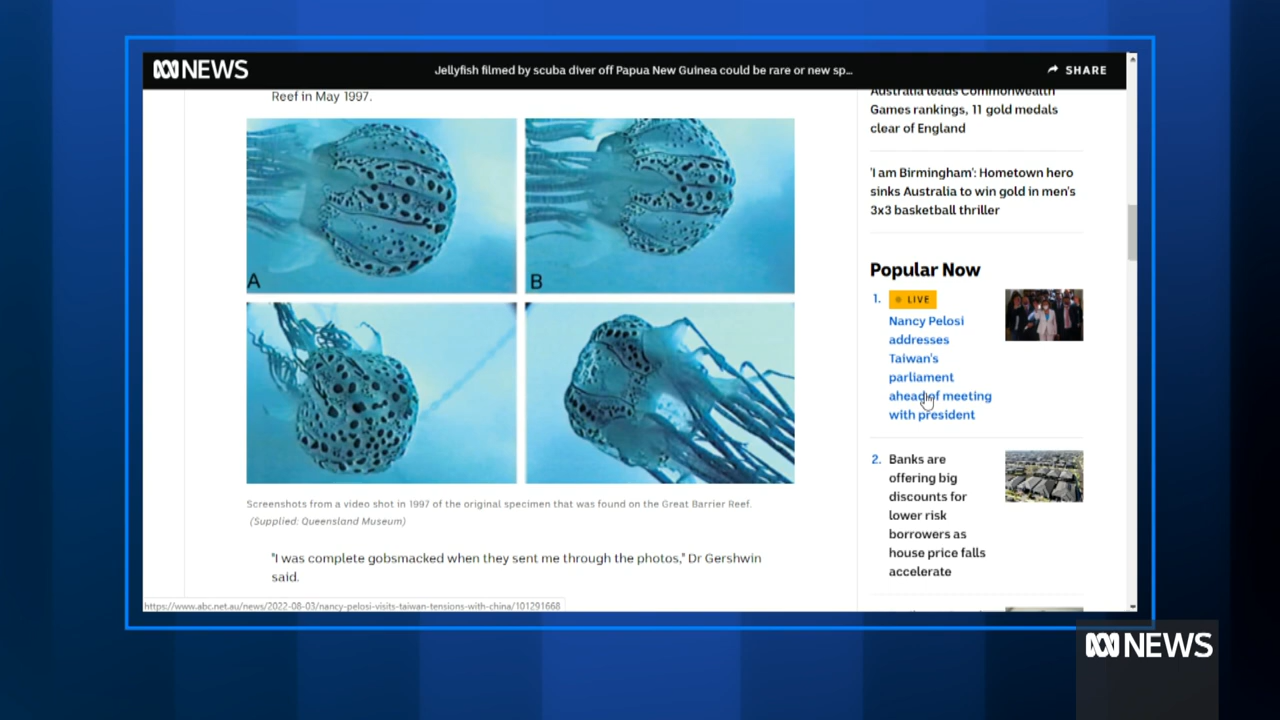 NEWS
Jellyfish filmed by scuba diver off Papua New Guinea could be rare or new sp...
SHARE
Reef in May 1997.
A
B
Screenshots from a video shot in 1997 of the original specimen that was found on the Great Barrier Reef.
(Supplied: Queensland Museum)
"I was complete gobsmacked when they sent me through the photos," Dr Gershwin
said.
Australia leads Commonwealth
Games rankings, 11 gold medals
clear of England
'I am Birmingham': Hometown hero
sinks Australia to win gold in men's
3x3 basketball thriller
Popular Now
1. LIVE
Nancy Pelosi
addresses
Taiwan's
parliament
ahead of meeting
with president
2. Banks are
offering big
discounts for
lower risk
borrowers as
house price falls
accelerate
https://www.abc.net.au/news/2022-08-03/nancy-pelosi-visits-taiwan-tensions-with-china/101291668
NEWS